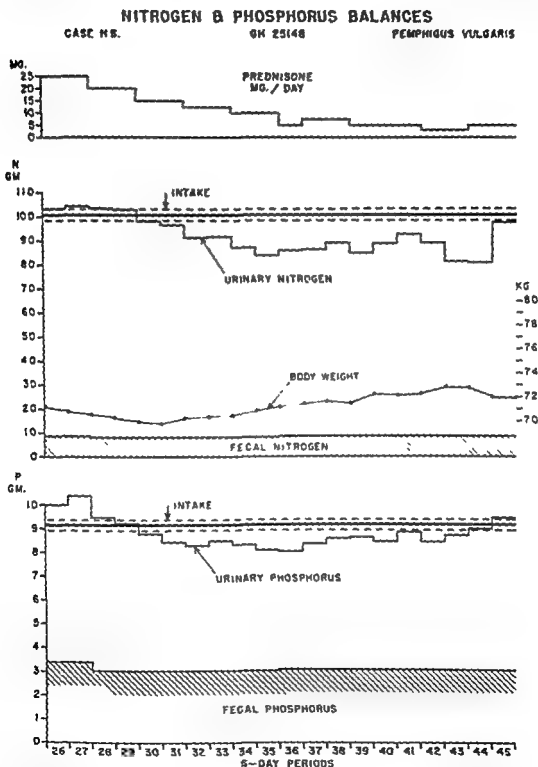 NITROGEN & PHOSPHORUS BALANCES
CASE H.S. GH 25148 PEMPHIGUS VULGARIS
MG.
PREDNISONE
MG./DAY
25
20
15
10
5
0
N
GM
INTAKE
110
100
90
80
70
60
50
40
30
20
10
0
URINARY NITROGEN
KG
80
78
76
74
72
70
BODY WEIGHT
FECAL NITROGEN
P
GM.
INTAKE
10
9
8
7
6
5
4
3
2
1
0
URINARY PHOSPHORUS
FECAL PHOSPHORUS
26 27 28 29 30 31 32 33 34 35 36 37 38 39 40 41 42 43 44 45
5-DAY PERIODS